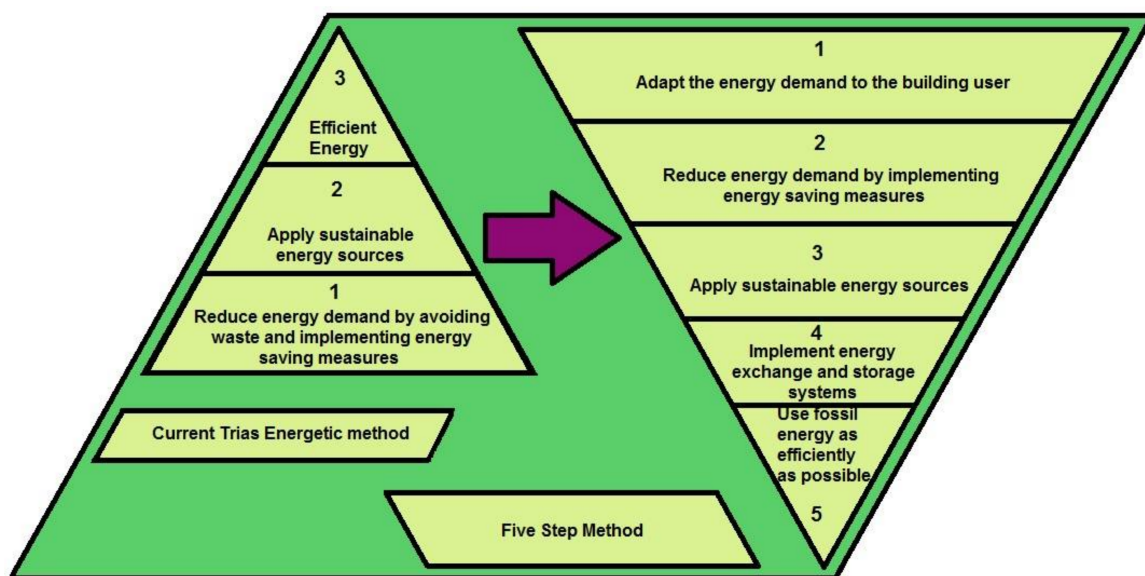 3
Efficient
Energy
2
Apply sustainable
energy sources
1
Reduce energy demand by avoiding
waste and implementing energy
saving measures
Current Trias Energetic method
1
Adapt the energy demand to the building user
2
Reduce energy demand by implementing
energy saving measures
3
Apply sustainable energy sources
4
Implement energy
exchange and storage
systems
Use fossil
energy as
efficiently
as possible
5
Five Step Method